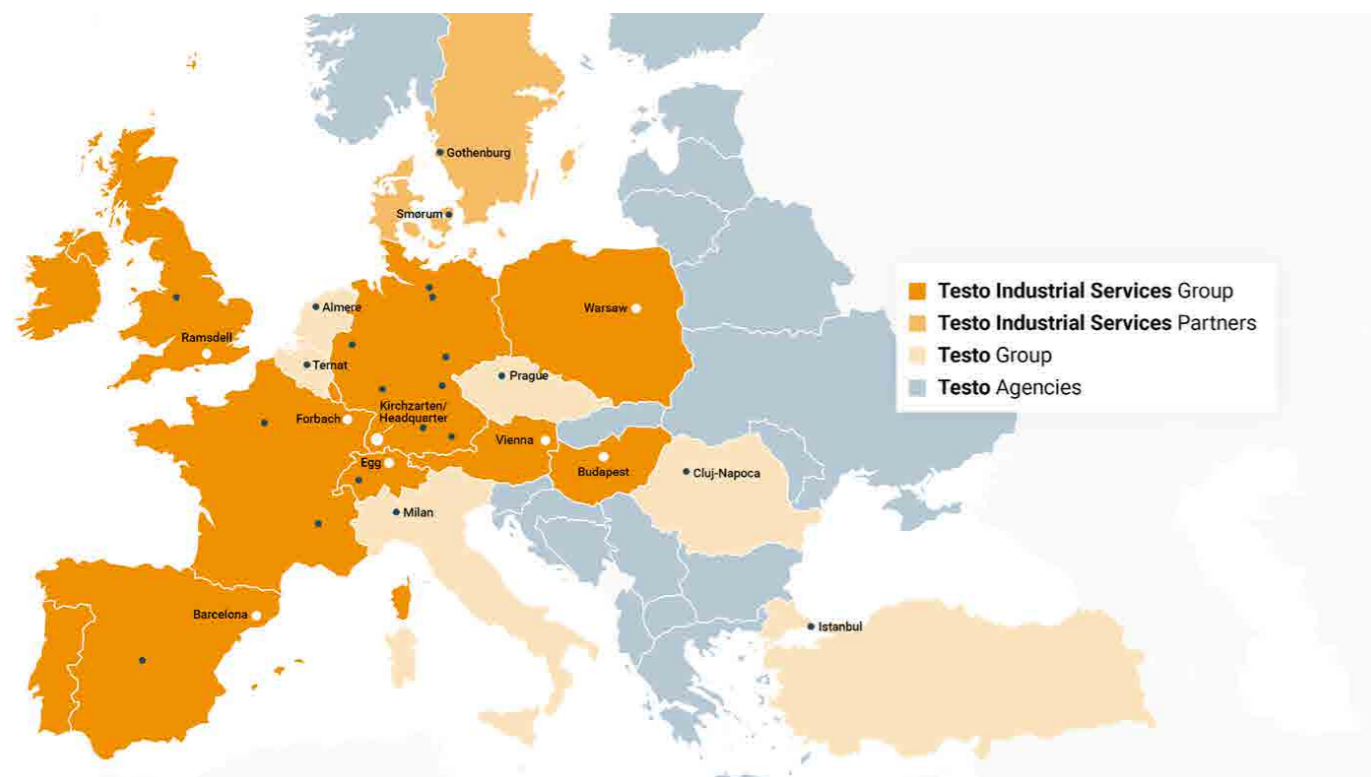 Gothenburg
Smørum
Almere
Warsaw
Ramsdell
Ternat
Prague
Kirchzarten/
Headquarter
Forbach
Vienna
Egg
Budapest
Cluj-Napoca
Milan
Barcelona
Istanbul
Testo Industrial Services Group
Testo Industrial Services Partners
Testo Group
Testo Agencies